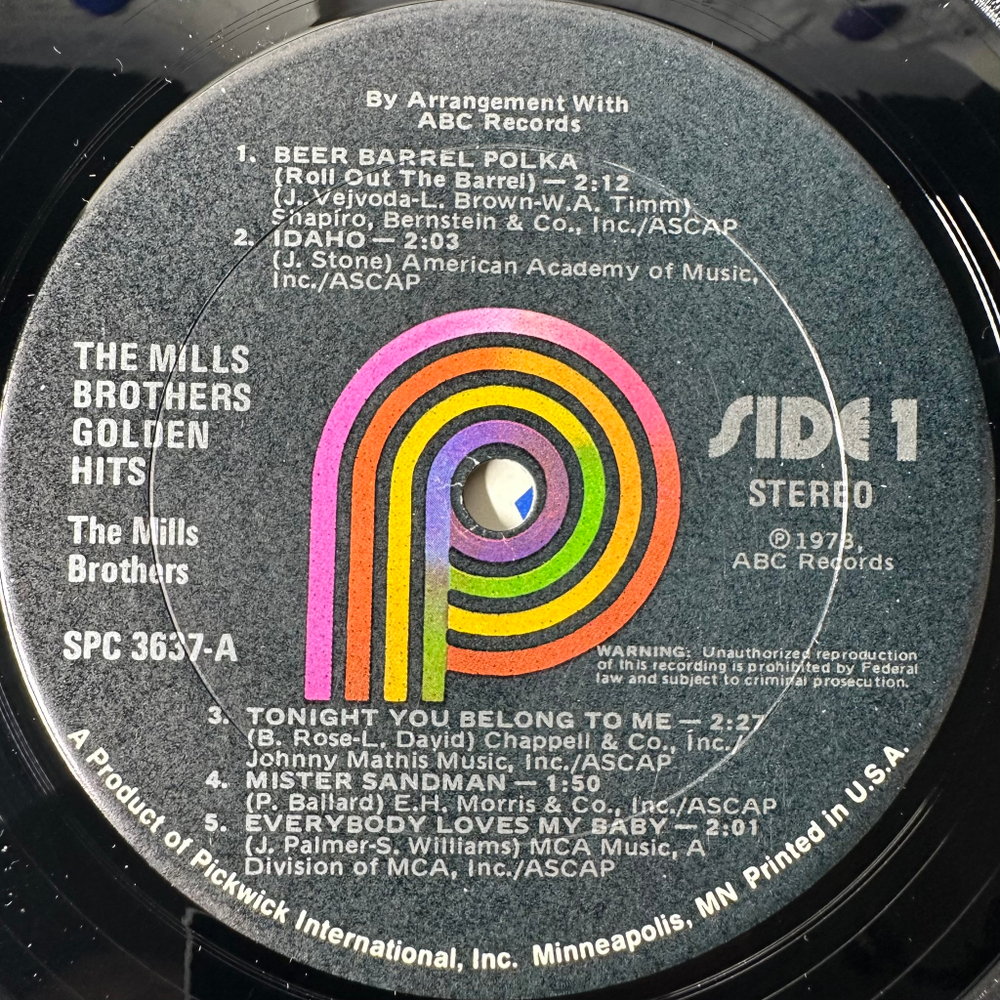 By Arrangement With
ABC Records
1. BEER BARREL POLKA
(Roll Out The Barrel) — 2:12
(J. Vejvoda-L. Brown-W.A. Timm)
Shapiro, Bernstein & Co., Inc./ASCAP
2. IDAHO — 2:03
(J. Stone) American Academy of Music,
Inc./ASCAP
THE MILLS
BROTHERS
GOLDEN
HITS
The Mills
Brothers
SPC 3637-A
SIDE 1
STEREO
Ⓟ 1978,
ABC Records
WARNING: Unauthorized reproduction
of this recording is prohibited by Federal
law and subject to criminal prosecution.
3. TONIGHT YOU BELONG TO ME — 2:27
(B. Rose-L. David) Chappell & Co., Inc./
Johnny Mathis Music, Inc./ASCAP
4. MISTER SANDMAN — 1:50
(P. Ballard) E.H. Morris & Co., Inc./ASCAP
5. EVERYBODY LOVES MY BABY — 2:01
(J. Palmer-S. Williams) MCA Music, A
Division of MCA, Inc./ASCAP
A Product of Pickwick International, Inc. Minneapolis, MN Printed in U.S.A.